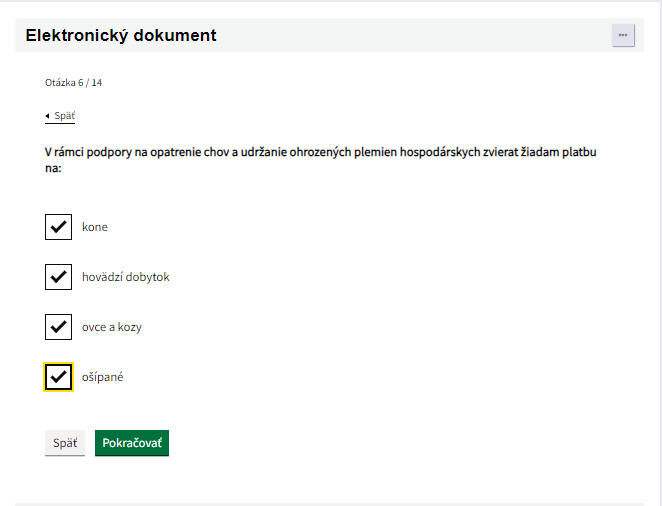 Elektronický dokument
Otázka 6 / 14
Späť
V rámci podpory na opatrenie chov a udržanie ohrozených plemien hospodárskych zvierat žiadam platbu
na:
kone
hovädzí dobytok
ovce a kozy
ošípané
Späť Pokračovať